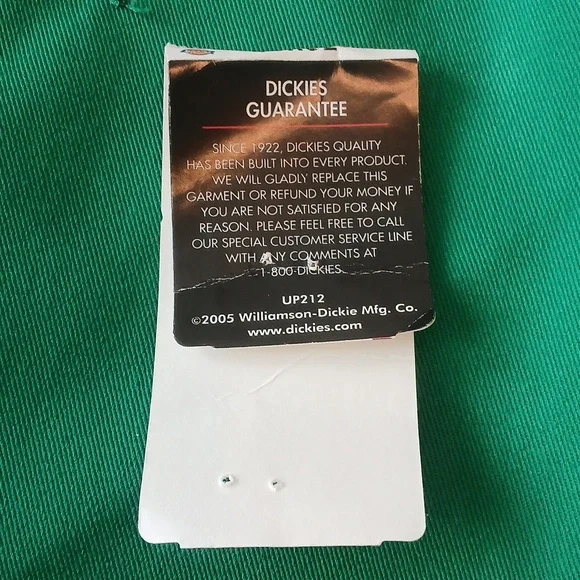 DICKIES
GUARANTEE
SINCE 1922, DICKIES QUALITY
HAS BEEN BUILT INTO EVERY PRODUCT.
WE WILL GLADLY REPLACE THIS
GARMENT OR REFUND YOUR MONEY IF
YOU ARE NOT SATISFIED FOR ANY
REASON. PLEASE FEEL FREE TO CALL
OUR SPECIAL CUSTOMER SERVICE LINE
WITH ANY COMMENTS AT
1-800-DICKIES.
UP212
©2005 Williamson-Dickie Mfg. Co.
www.dickies.com